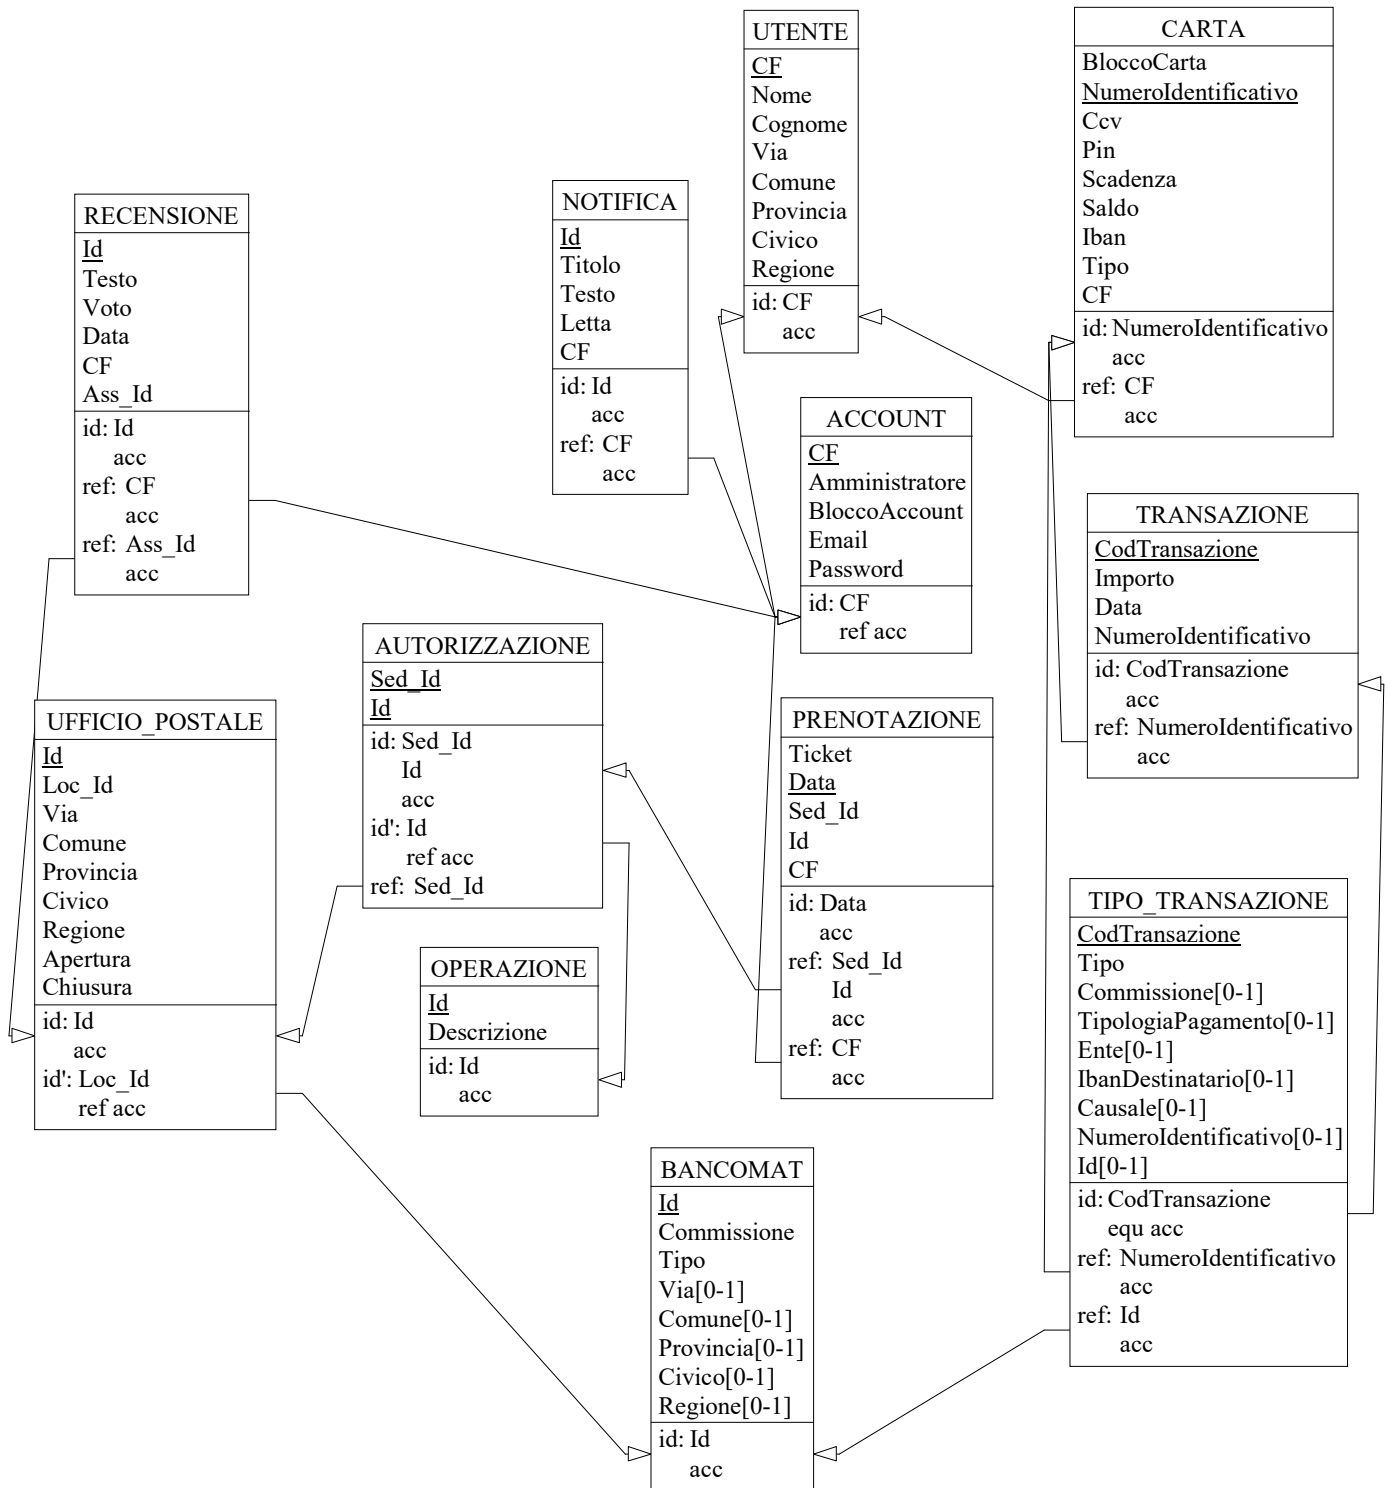 UTENTE
CF
Nome
Cognome
Via
Comune
Provincia
Civico
Regione
id: CF
acc
CARTA
BloccoCarta
NumeroIdentificativo
Ccv
Pin
Scadenza
Saldo
Iban
Tipo
CF
id: NumeroIdentificativo
acc
ref: CF
acc
RECENSIONE
Id
Testo
Voto
Data
CF
Ass_Id
id: Id
acc
ref: CF
acc
ref: Ass_Id
acc
NOTIFICA
Id
Titolo
Testo
Letta
CF
id: Id
acc
ref: CF
acc
ACCOUNT
CF
Amministratore
BloccoAccount
Email
Password
id: CF
ref acc
TRANSAZIONE
CodTransazione
Importo
Data
NumeroIdentificativo
id: CodTransazione
acc
ref: NumeroIdentificativo
acc
AUTORIZZAZIONE
Sed_Id
Id
id: Sed_Id
Id
acc
id': Id
ref acc
ref: Sed_Id
UFFICIO_POSTALE
Id
Loc_Id
Via
Comune
Provincia
Civico
Regione
Apertura
Chiusura
id: Id
acc
id': Loc_Id
ref acc
PRENOTAZIONE
Ticket
Data
Sed_Id
Id
CF
id: Data
acc
ref: Sed_Id
Id
acc
ref: CF
acc
OPERAZIONE
Id
Descrizione
id: Id
acc
TIPO_TRANSAZIONE
CodTransazione
Tipo
Commissione[0-1]
TipologiaPagamento[0-1]
Ente[0-1]
IbanDestinatario[0-1]
Causale[0-1]
NumeroIdentificativo[0-1]
Id[0-1]
id: CodTransazione
equ acc
ref: NumeroIdentificativo
acc
ref: Id
acc
BANCOMAT
Id
Commissione
Tipo
Via[0-1]
Comune[0-1]
Provincia[0-1]
Civico[0-1]
Regione[0-1]
id: Id
acc